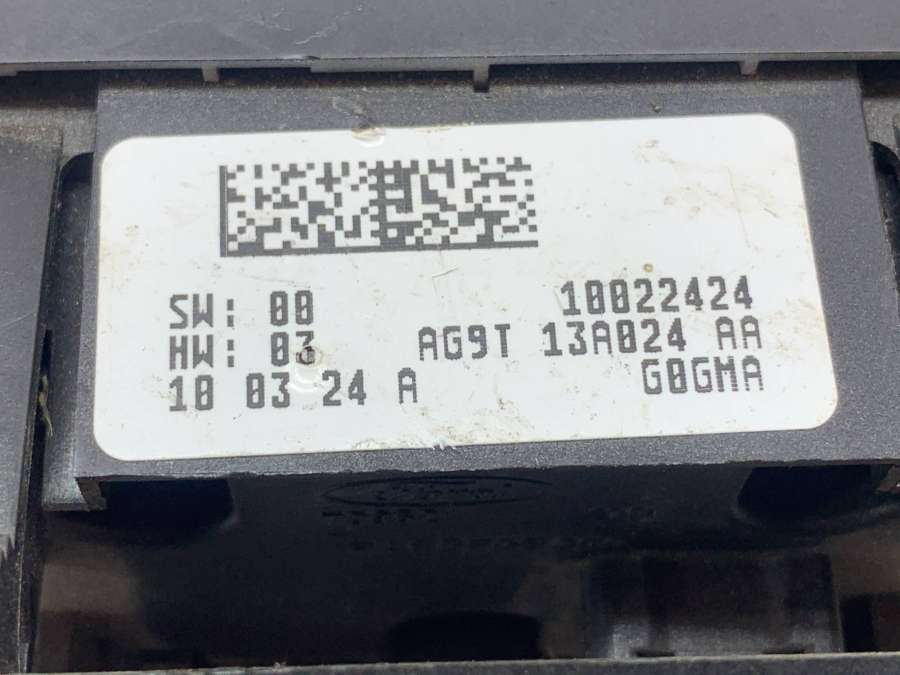 SW: 00 10022424
HW: 03 AG9T 13A024 AA
10 03 24 A G0GMA